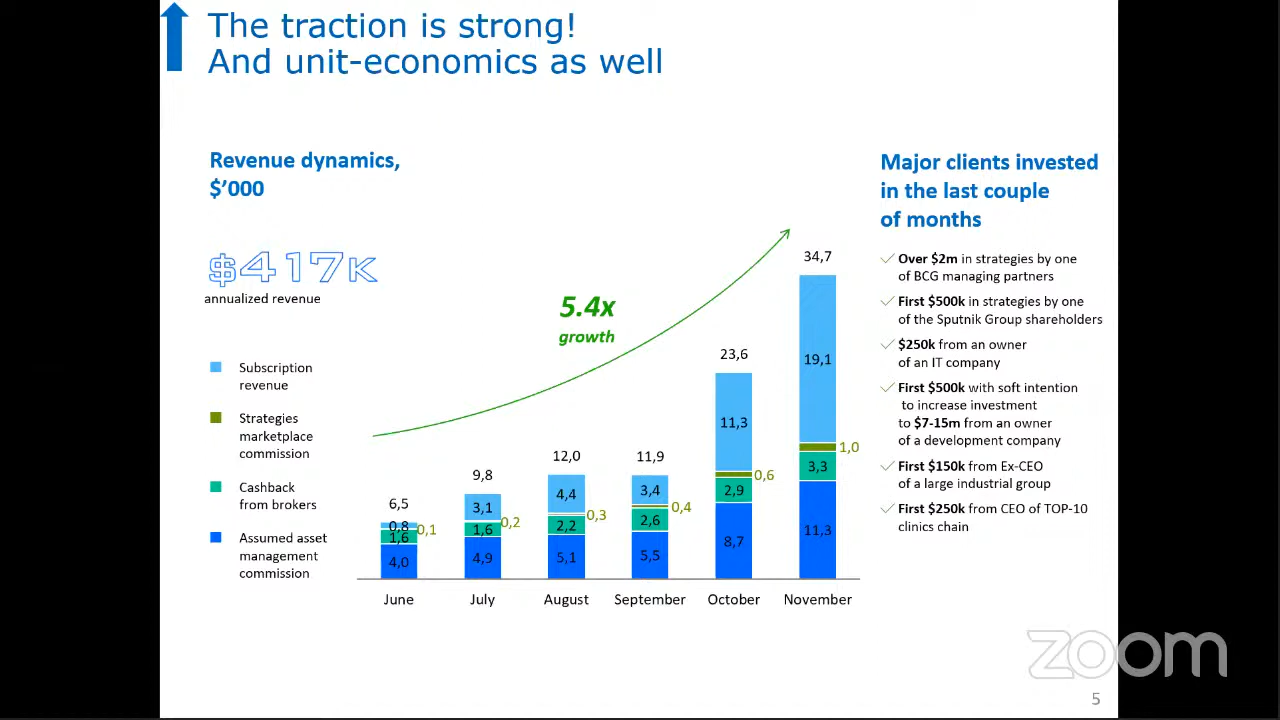 The traction is strong!
And unit-economics as well
Revenue dynamics,
$'000
$417K
annualized revenue
Subscription
revenue
Strategies
marketplace
commission
Cashback
from brokers
Assumed asset
management
commission
5.4x
growth
6,5
0,8
0,1
1,6
4,0
June
9,8
3,1
0,2
1,6
4,9
July
12,0
4,4
0,3
2,2
5,1
August
11,9
3,4
0,4
2,6
5,5
September
23,6
11,3
0,6
2,9
8,7
October
34,7
19,1
1,0
3,3
11,3
November
Major clients invested
in the last couple
of months
Over $2m in strategies by one
of BCG managing partners
First $500k in strategies by one
of the Sputnik Group shareholders
$250k from an owner
of an IT company
First $500k with soft intention
to increase investment
to $7-15m from an owner
of a development company
First $150k from Ex-CEO
of a large industrial group
First $250k from CEO of TOP-10
clinics chain
zoom
5